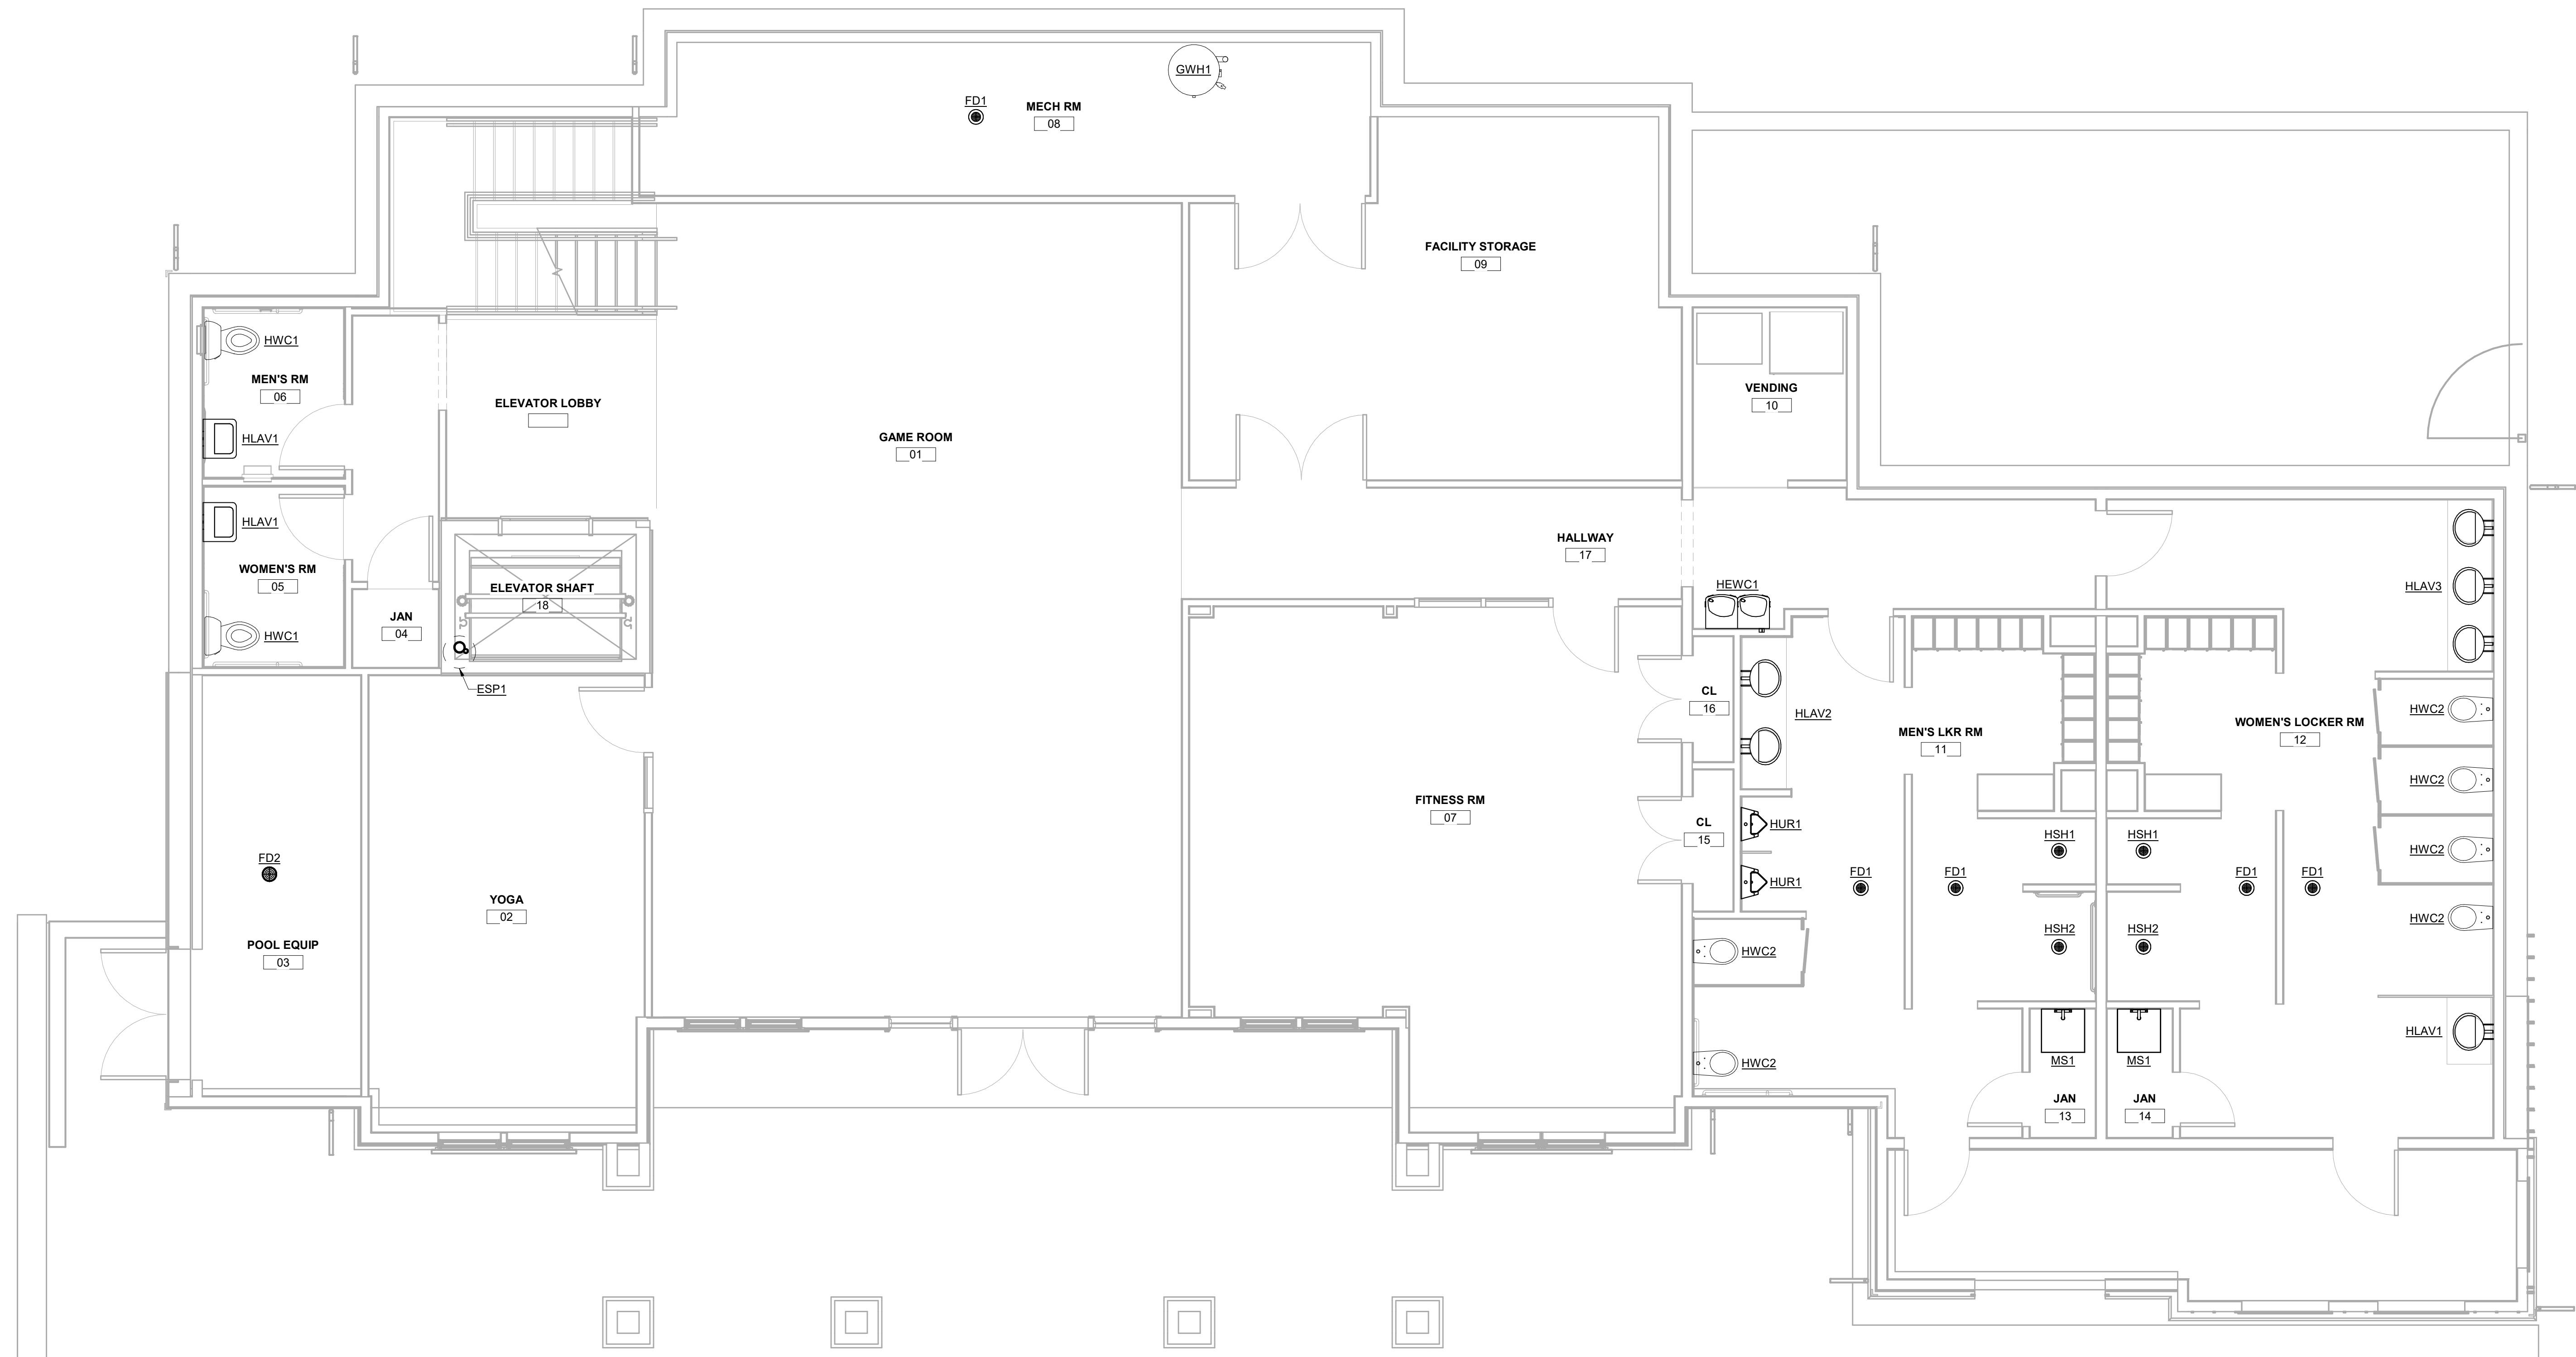 GWH1
FD1
MECH RM
08
FACILITY STORAGE
09
HWC1
MEN'S RM
06
HLAV1
ELEVATOR LOBBY
GAME ROOM
01
VENDING
10
HLAV1
WOMEN'S RM
05
HWC1
JAN
04
ELEVATOR SHAFT
18
ESP1
HALLWAY
17
HEWC1
HLAV3
CL
16
HLAV2
MEN'S LKR RM
11
WOMEN'S LOCKER RM
12
HWC2
HWC2
HWC2
HWC2
FITNESS RM
07
CL
15
HUR1
HUR1
HSH1
HSH1
FD1
FD1
FD1
FD1
HSH2
HSH2
FD2
YOGA
02
POOL EQUIP
03
HWC2
HWC2
HLAV1
MS1
MS1
JAN
13
JAN
14